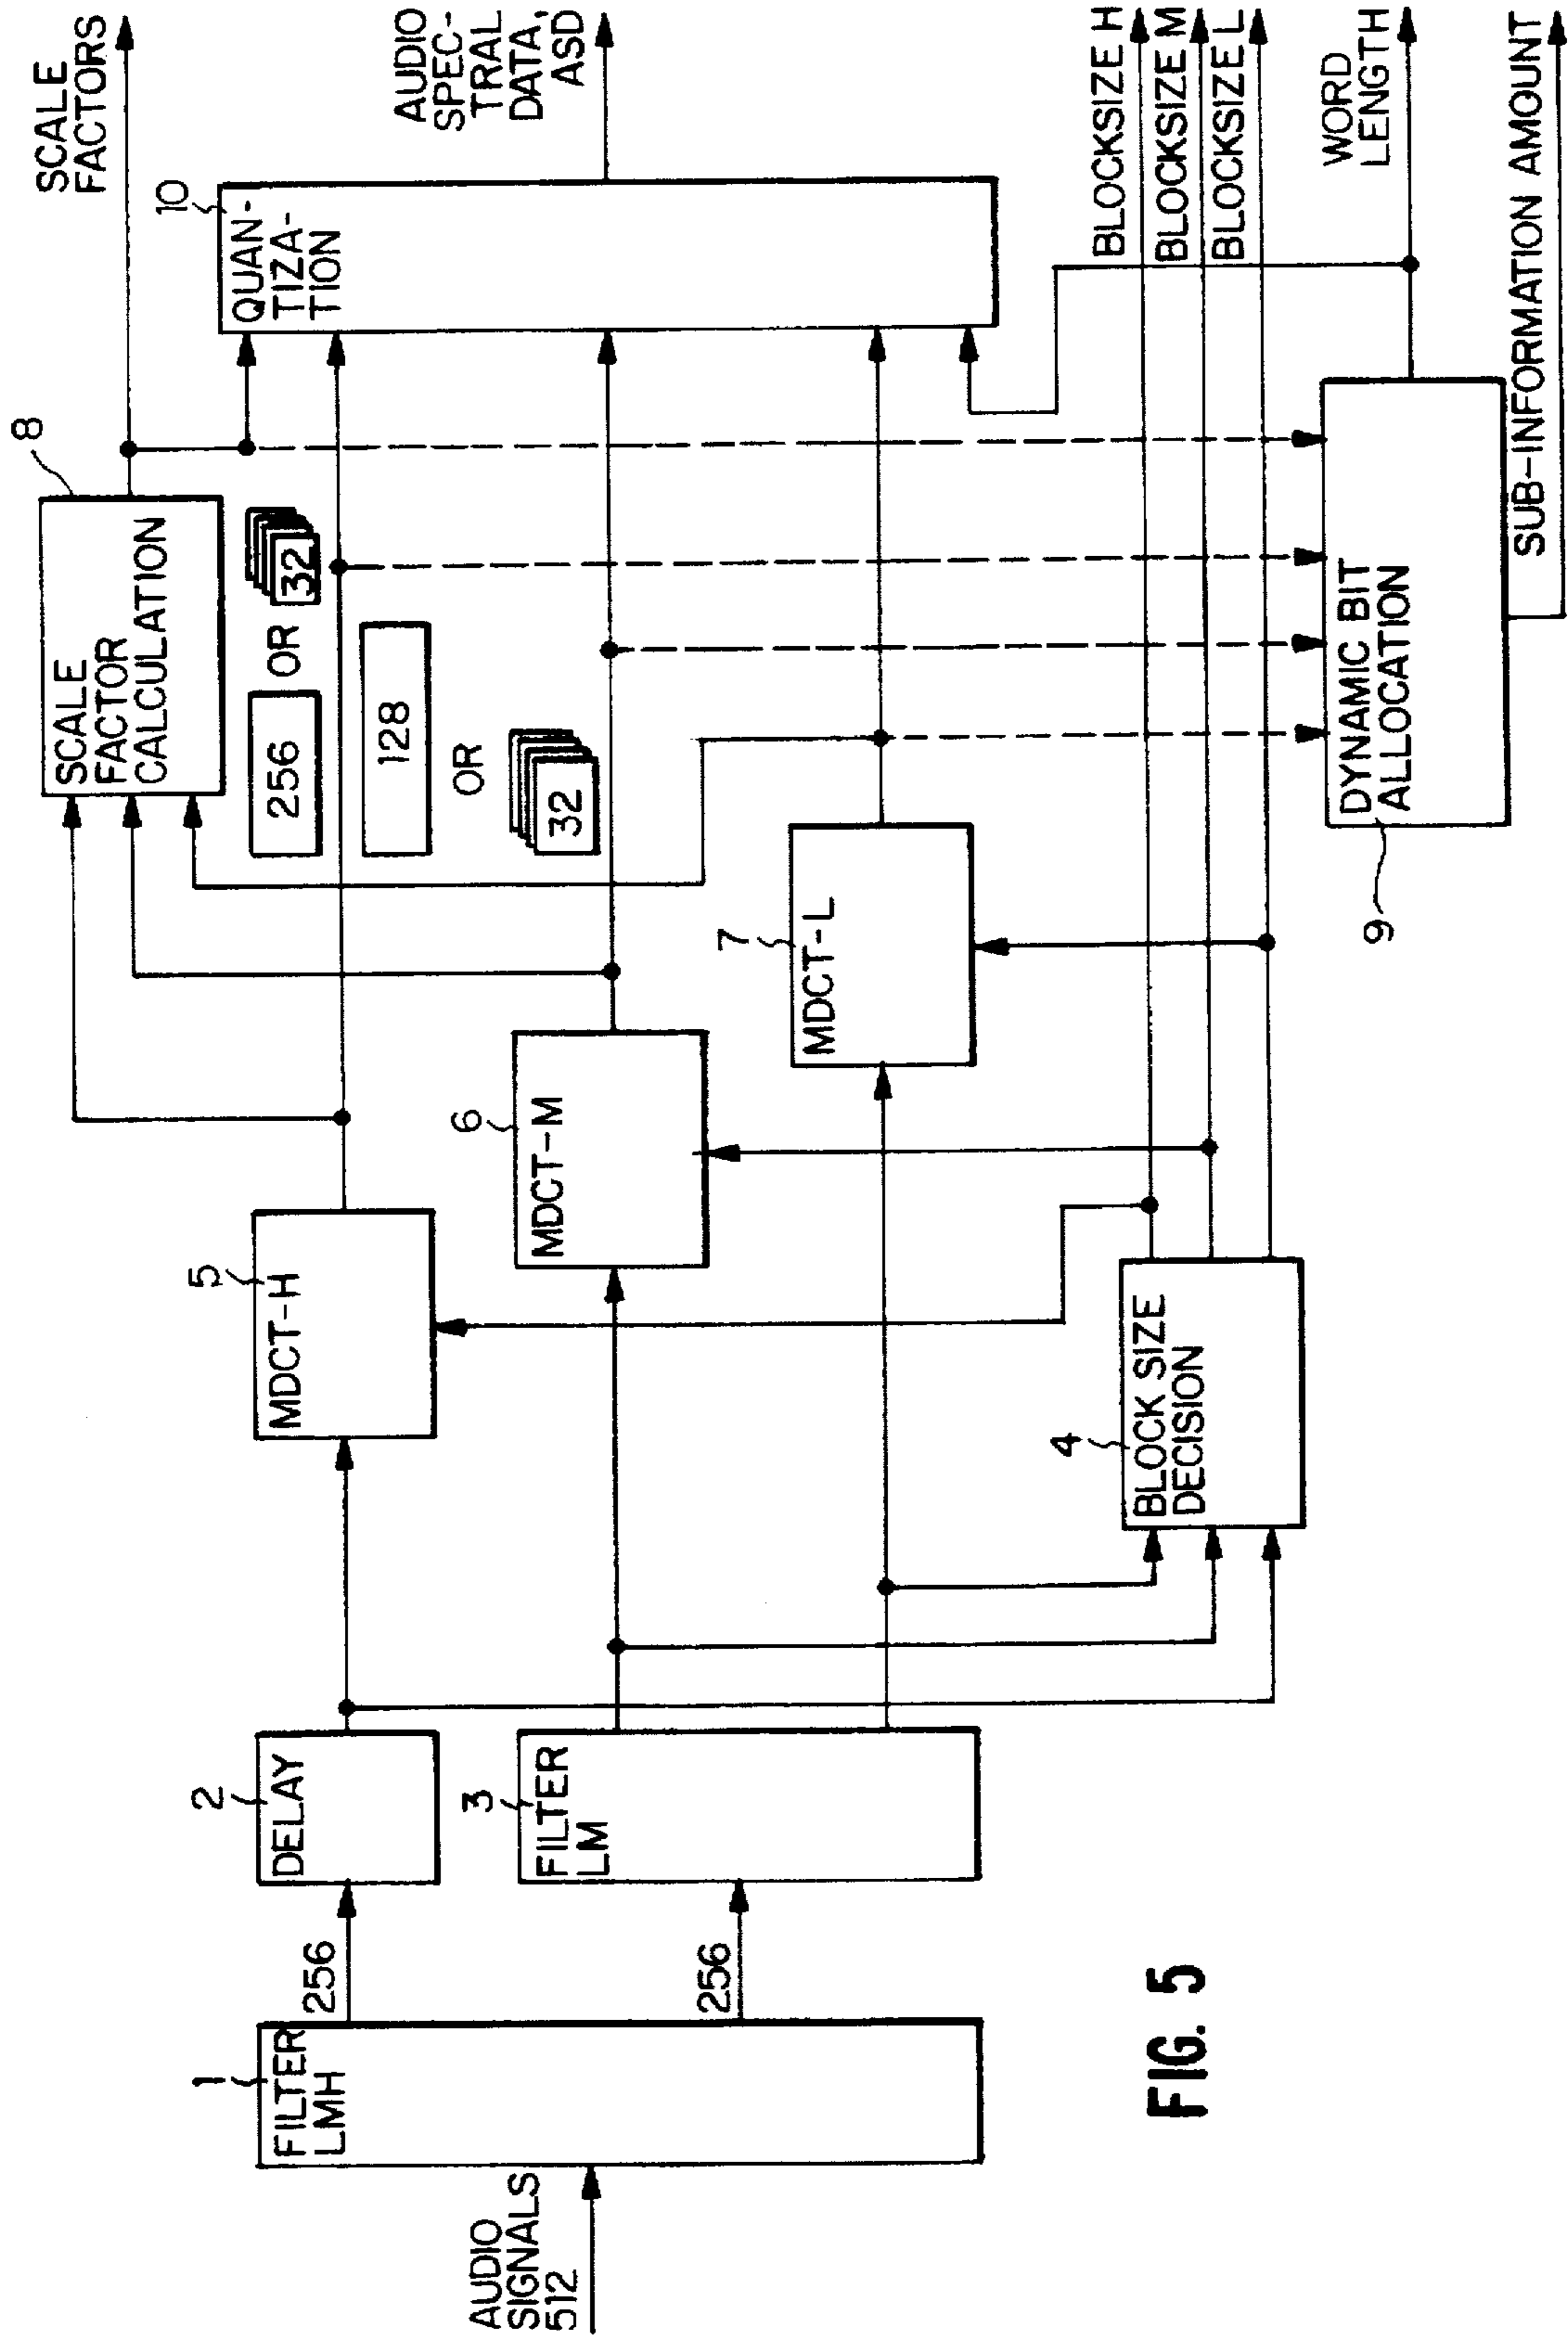 AUDIO
SIGNALS
512
1
FILTER
LMH
256
256
2
DELAY
3
FILTER
LM
4
BLOCK SIZE
DECISION
5
MDCT-H
6
MDCT-M
7
MDCT-L
8
SCALE
FACTOR
CALCULATION
256 OR 32
128
OR
32
9
DYNAMIC BIT
ALLOCATION
10
QUAN-
TIZA-
TION
SCALE
FACTORS
AUDIO
SPEC-
TRAL
DATA,
ASD
BLOCKSIZE H
BLOCKSIZE M
BLOCKSIZE L
WORD
LENGTH
SUB-INFORMATION AMOUNT
FIG. 5